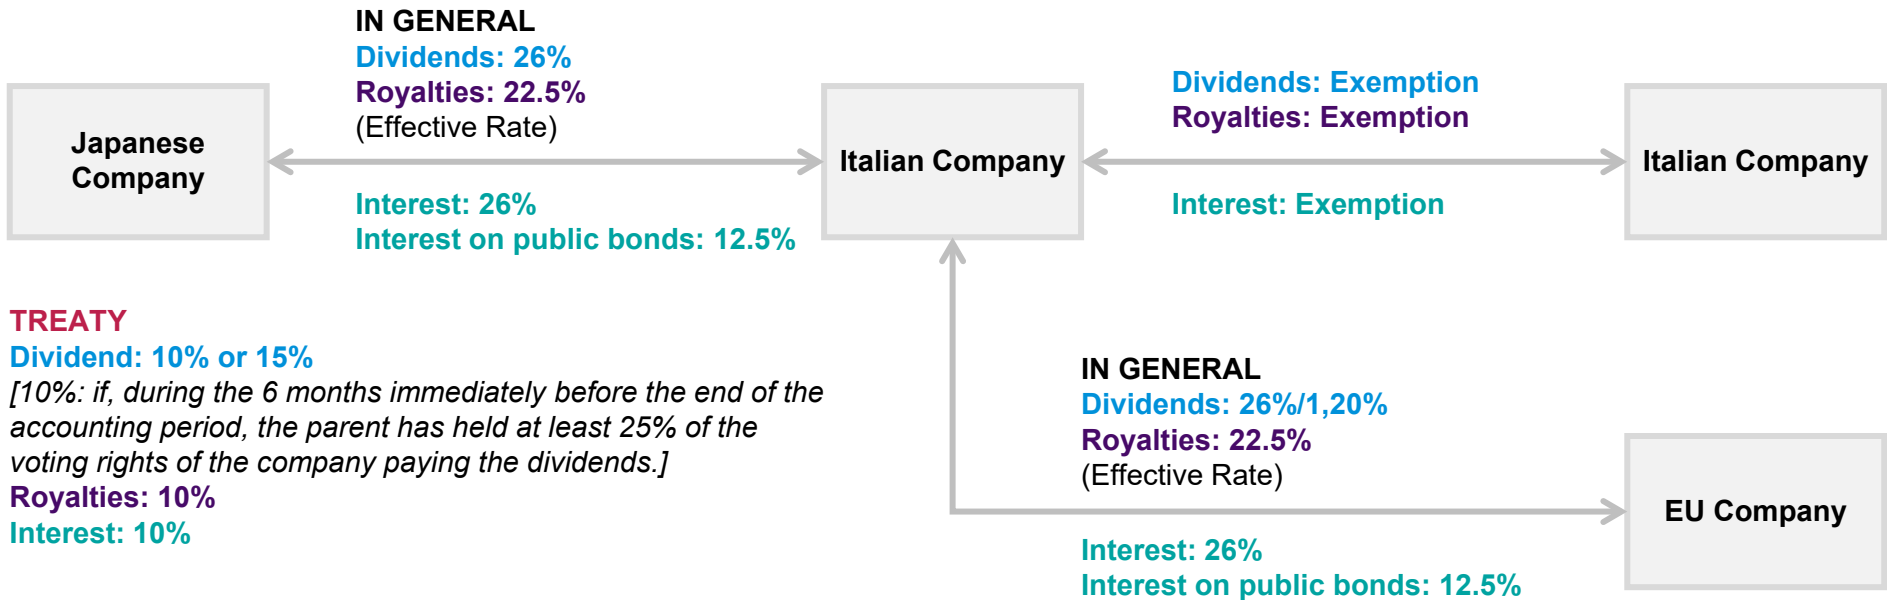 IN GENERAL
Dividends: 26%
Royalties: 22.5%
(Effective Rate)
Japanese
Company
Interest: 26%
Interest on public bonds: 12.5%
Italian Company
Dividends: Exemption
Royalties: Exemption
Interest: Exemption
Italian Company
TREATY
Dividend: 10% or 15%
[10%: if, during the 6 months immediately before the end of the
accounting period, the parent has held at least 25% of the
voting rights of the company paying the dividends.]
Royalties: 10%
Interest: 10%
IN GENERAL
Dividends: 26%/1,20%
Royalties: 22.5%
(Effective Rate)
Interest: 26%
Interest on public bonds: 12.5%
EU Company